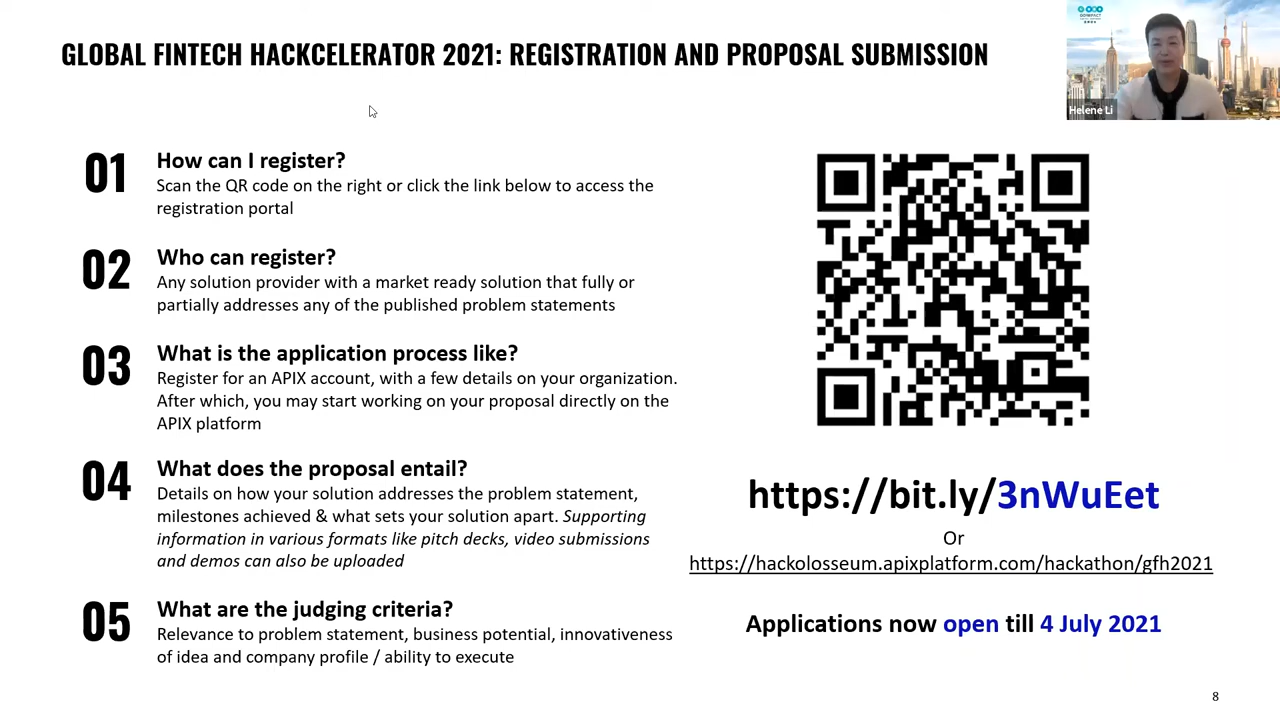 GLOBAL FINTECH HACKCELERATOR 2021: REGISTRATION AND PROPOSAL SUBMISSION
Helene Li
01
How can I register?
Scan the QR code on the right or click the link below to access the
registration portal
02
Who can register?
Any solution provider with a market ready solution that fully or
partially addresses any of the published problem statements
03
What is the application process like?
Register for an APIX account, with a few details on your organization.
After which, you may start working on your proposal directly on the
APIX platform
04
What does the proposal entail?
Details on how your solution addresses the problem statement,
milestones achieved & what sets your solution apart. Supporting
information in various formats like pitch decks, video submissions
and demos can also be uploaded
05
What are the judging criteria?
Relevance to problem statement, business potential, innovativeness
of idea and company profile / ability to execute
https://bit.ly/3nWuEet
Or
https://hackolosseum.apixplatform.com/hackathon/gfh2021
Applications now open till 4 July 2021
8